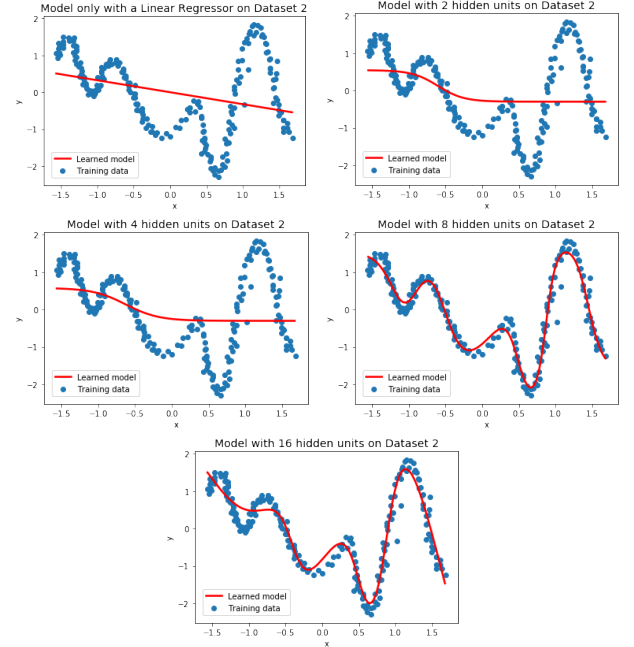 Model only with a Linear Regressor on Dataset 2
2
1
0
−1
−2
y
Learned model
Training data
−1.5 −1.0 −0.5 0.0 0.5 1.0 1.5
x
Model with 2 hidden units on Dataset 2
2
1
0
−1
−2
y
Learned model
Training data
−1.5 −1.0 −0.5 0.0 0.5 1.0 1.5
x
Model with 4 hidden units on Dataset 2
2
1
0
−1
−2
y
Learned model
Training data
−1.5 −1.0 −0.5 0.0 0.5 1.0 1.5
x
Model with 8 hidden units on Dataset 2
2
1
0
−1
−2
y
Learned model
Training data
−1.5 −1.0 −0.5 0.0 0.5 1.0 1.5
x
Model with 16 hidden units on Dataset 2
2
1
0
−1
−2
y
Learned model
Training data
−1.5 −1.0 −0.5 0.0 0.5 1.0 1.5
x